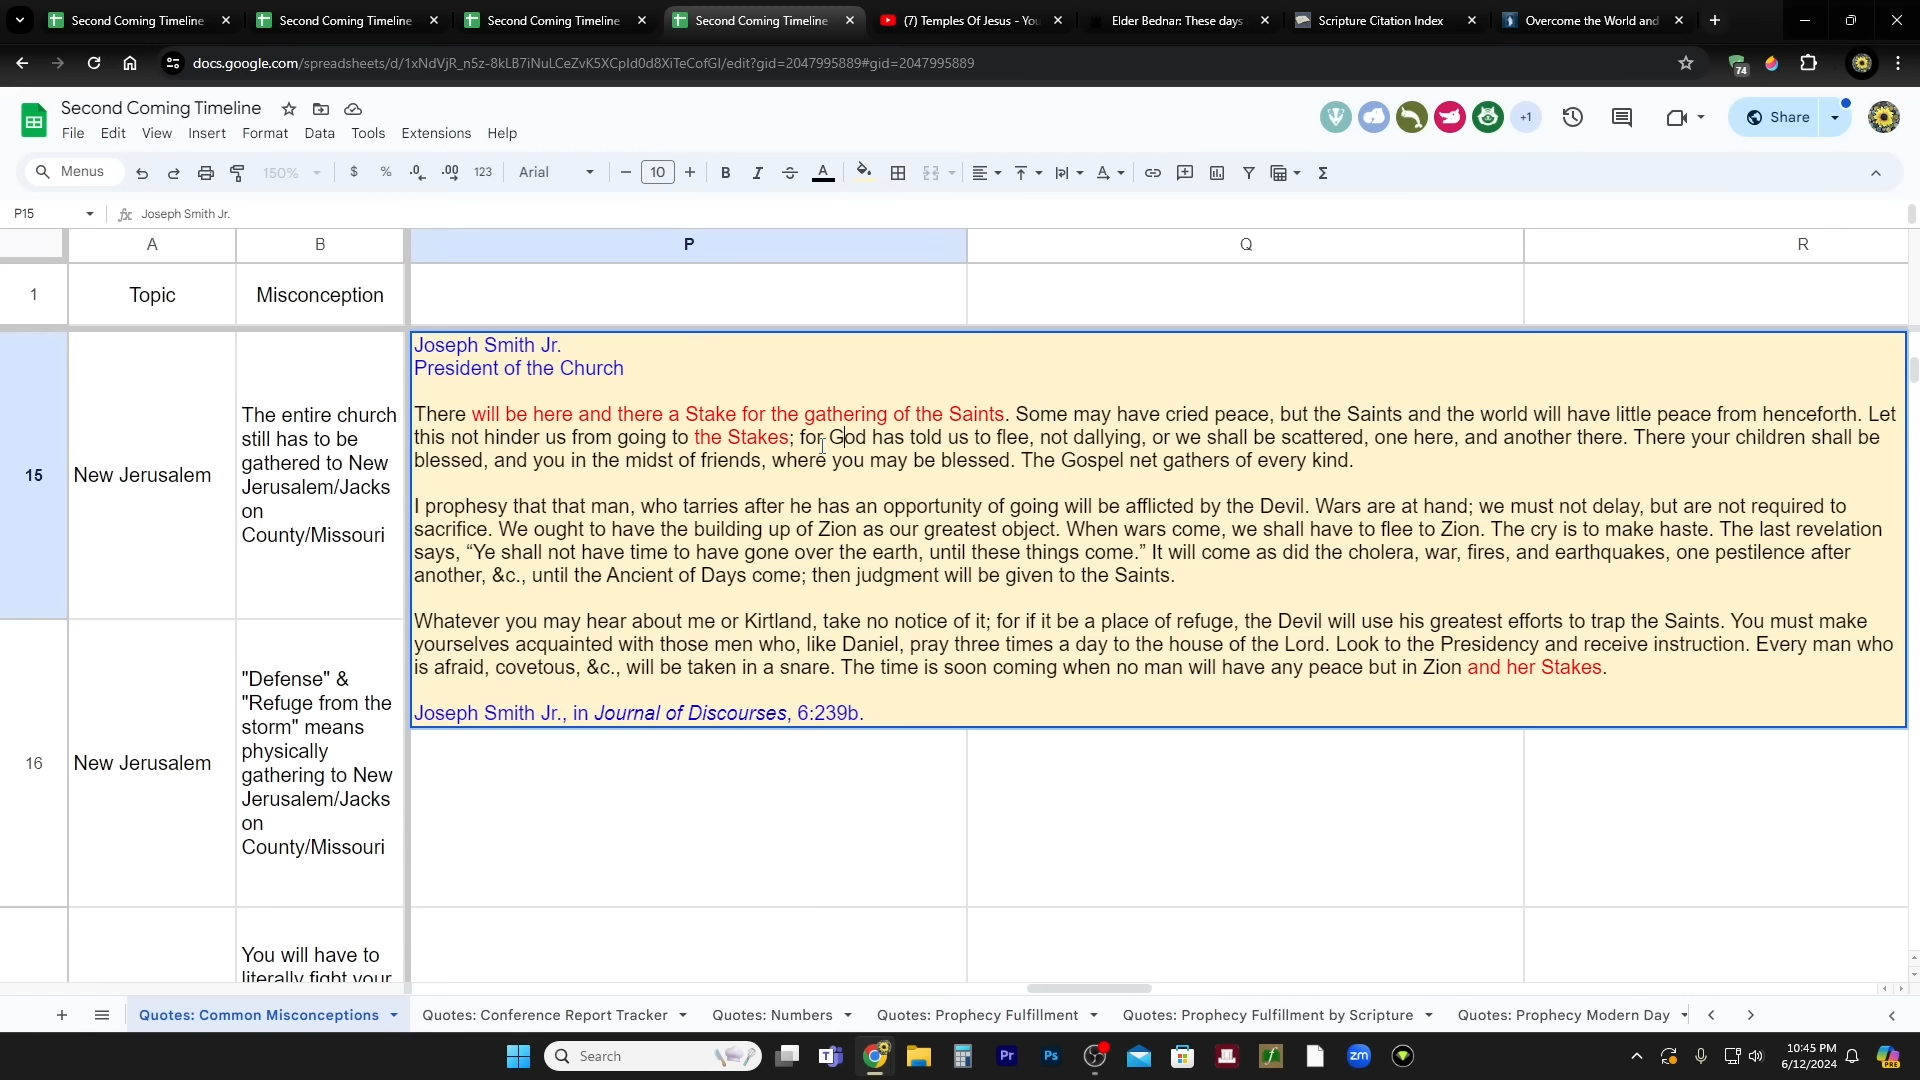 Second Coming Timeline
Second Coming Timeline
Second Coming Timeline
Second Coming Timeline
(7) Temples Of Jesus - You
Elder Bednar: These days
Scripture Citation Index
Overcome the World and
docs.google.com/spreadsheets/d/1xNdVjR_n5z-8kLB7iNuLCeZvK5XCpId0d8XiTeCofGI/edit?gid=2047995889#gid=2047995889
74
Second Coming Timeline
File Edit View Insert Format Data Tools Extensions Help
+1
Share
Menus
150%
$ % .0 .00 123
Arial
10
B I A
P15
fx Joseph Smith Jr.
A B P Q R
1 Topic Misconception
15 New Jerusalem
The entire church
still has to be
gathered to New
Jerusalem/Jacks
on
County/Missouri
Joseph Smith Jr.
President of the Church
There will be here and there a Stake for the gathering of the Saints. Some may have cried peace, but the Saints and the world will have little peace from henceforth. Let
this not hinder us from going to the Stakes; for God has told us to flee, not dallying, or we shall be scattered, one here, and another there. There your children shall be
blessed, and you in the midst of friends, where you may be blessed. The Gospel net gathers of every kind.
I prophesy that that man, who tarries after he has an opportunity of going will be afflicted by the Devil. Wars are at hand; we must not delay, but are not required to
sacrifice. We ought to have the building up of Zion as our greatest object. When wars come, we shall have to flee to Zion. The cry is to make haste. The last revelation
says, “Ye shall not have time to have gone over the earth, until these things come.” It will come as did the cholera, war, fires, and earthquakes, one pestilence after
another, &c., until the Ancient of Days come; then judgment will be given to the Saints.
Whatever you may hear about me or Kirtland, take no notice of it; for if it be a place of refuge, the Devil will use his greatest efforts to trap the Saints. You must make
yourselves acquainted with those men who, like Daniel, pray three times a day to the house of the Lord. Look to the Presidency and receive instruction. Every man who
is afraid, covetous, &c., will be taken in a snare. The time is soon coming when no man will have any peace but in Zion and her Stakes.
Joseph Smith Jr., in Journal of Discourses, 6:239b.
16 New Jerusalem
"Defense" &
"Refuge from the
storm" means
physically
gathering to New
Jerusalem/Jacks
on
County/Missouri
You will have to
literally fight your
Quotes: Common Misconceptions
Quotes: Conference Report Tracker
Quotes: Numbers
Quotes: Prophecy Fulfillment
Quotes: Prophecy Fulfillment by Scripture
Quotes: Prophecy Modern Day
Search
Pr
Ps
zm
10:45 PM
6/12/2024
PRE